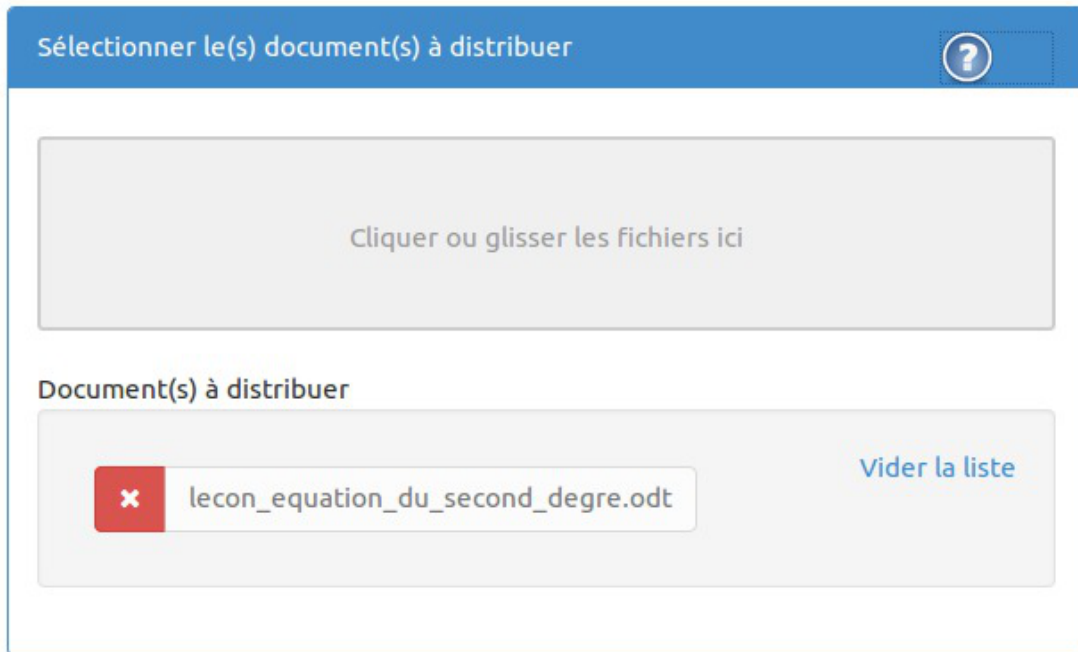 Sélectionner le(s) document(s) à distribuer
?
Cliquer ou glisser les fichiers ici
Document(s) à distribuer
Vider la liste
lecon_equation_du_second_degre.odt